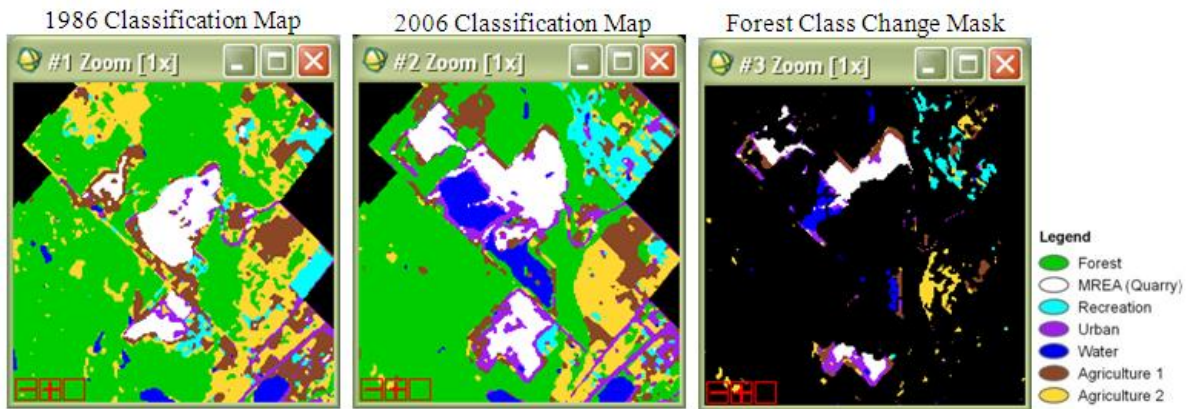 1986 Classification Map
2006 Classification Map
Forest Class Change Mask
#1 Zoom [1x]
#2 Zoom [1x]
#3 Zoom [1x]
Legend
Forest
MREA (Quarry)
Recreation
Urban
Water
Agriculture 1
Agriculture 2